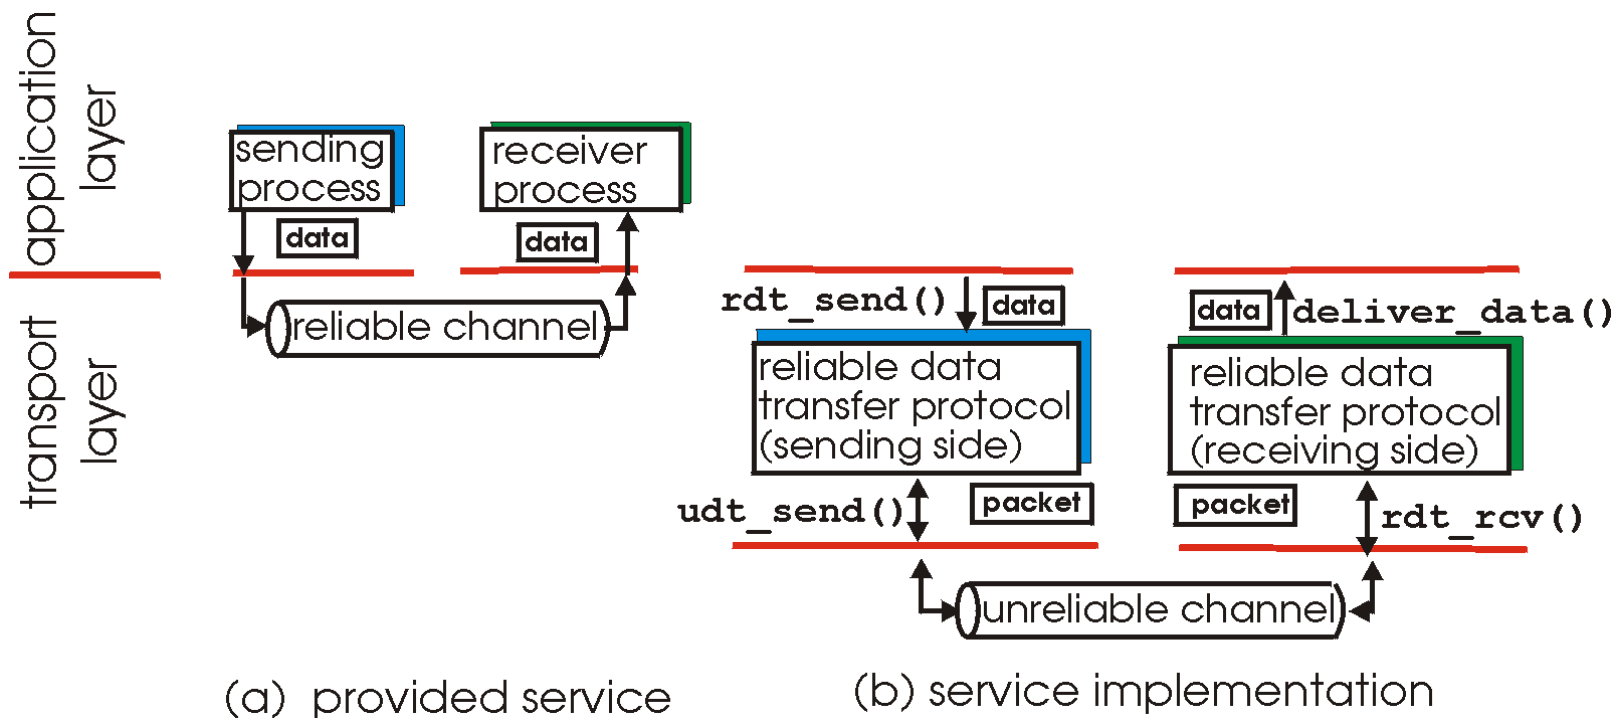 application
layer
transport
layer
sending
process
data
receiver
process
data
reliable channel
(a) provided service
rdt_send()
data
reliable data
transfer protocol
(sending side)
udt_send()
packet
data
deliver_data()
reliable data
transfer protocol
(receiving side)
packet
rdt_rcv()
unreliable channel
(b) service implementation